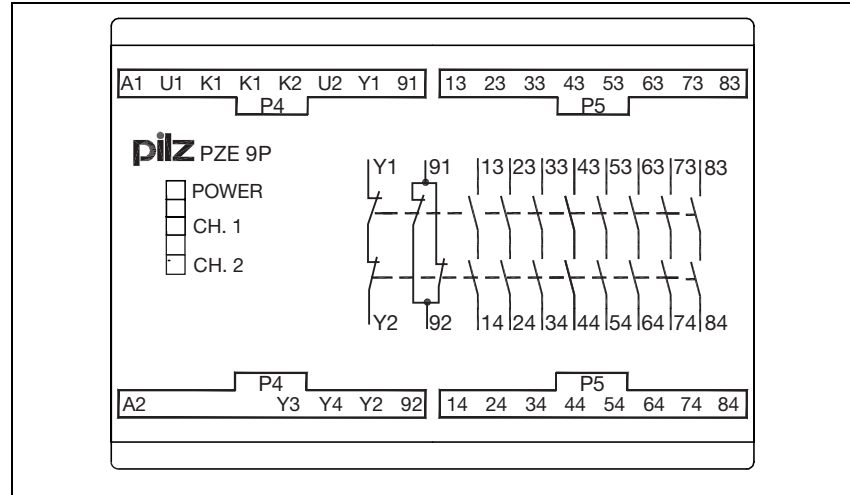 A1 U1 K1 K1 K2 U2 Y1 91 13 23 33 43 53 63 73 83
P4 P5
pilz PZE 9P
POWER
CH. 1
CH. 2
Y1 91 13 23 33 43 53 63 73 83
Y2 92 14 24 34 44 54 64 74 84
P4 P5
A2 Y3 Y4 Y2 92 14 24 34 44 54 64 74 84